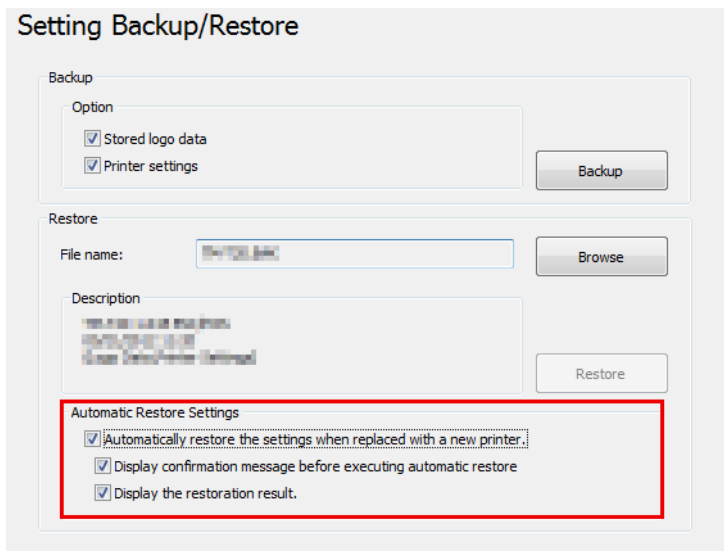 Setting Backup/Restore
Backup
Option
Stored logo data
Printer settings
Backup
Restore
File name:
Browse
Description
Restore
Automatic Restore Settings
Automatically restore the settings when replaced with a new printer.
Display confirmation message before executing automatic restore
Display the restoration result.